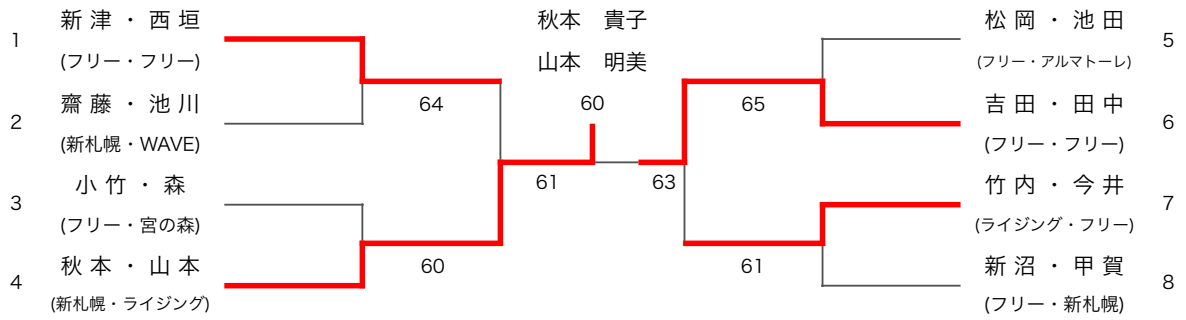 1
新 津 ・ 西 垣
(フリー・フリー)
2
齋 藤 ・ 池 川
(新札幌・WAVE)
3
小 竹 ・ 森
(フリー・宮の森)
4
秋 本 ・ 山 本
(新札幌・ライジング)
64
60
61
秋本　貴子
山本　明美
60
63
65
61
松 岡 ・ 池 田
(フリー・アルマトーレ)
5
吉 田 ・ 田 中
(フリー・フリー)
6
竹 内 ・ 今 井
(ライジング・フリー)
7
新 沼 ・ 甲 賀
(フリー・新札幌)
8